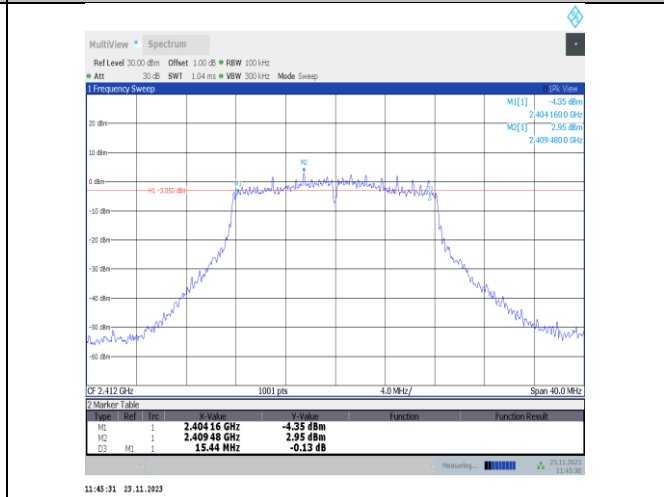 MultiView Spectrum
Ref Level 30.00 dBm Offset 1.00 dB RBW 100 kHz
Att 30 dB SWT 1.04 ms VBW 300 kHz Mode Sweep
1 Frequency Sweep 1Pk View
M1[1] -4.35 dBm
2.404 160 0 GHz
20 dBm
M2[1] 2.95 dBm
2.409 480 0 GHz
10 dBm
M2
0 dBm
M1
H1 -3.050 dBm
-10 dBm
-20 dBm
-30 dBm
-40 dBm
-50 dBm
-60 dBm
CF 2.412 GHz 1001 pts 4.0 MHz/ Span 40.0 MHz
2 Marker Table
Type Ref Trc X-Value Y-Value Function Function Result
M1 1 2.404 16 GHz -4.35 dBm
M2 1 2.409 48 GHz 2.95 dBm
D3 M1 1 15.44 MHz -0.13 dB
Measuring... 23.11.2023
11:45:30
11:45:31 23.11.2023